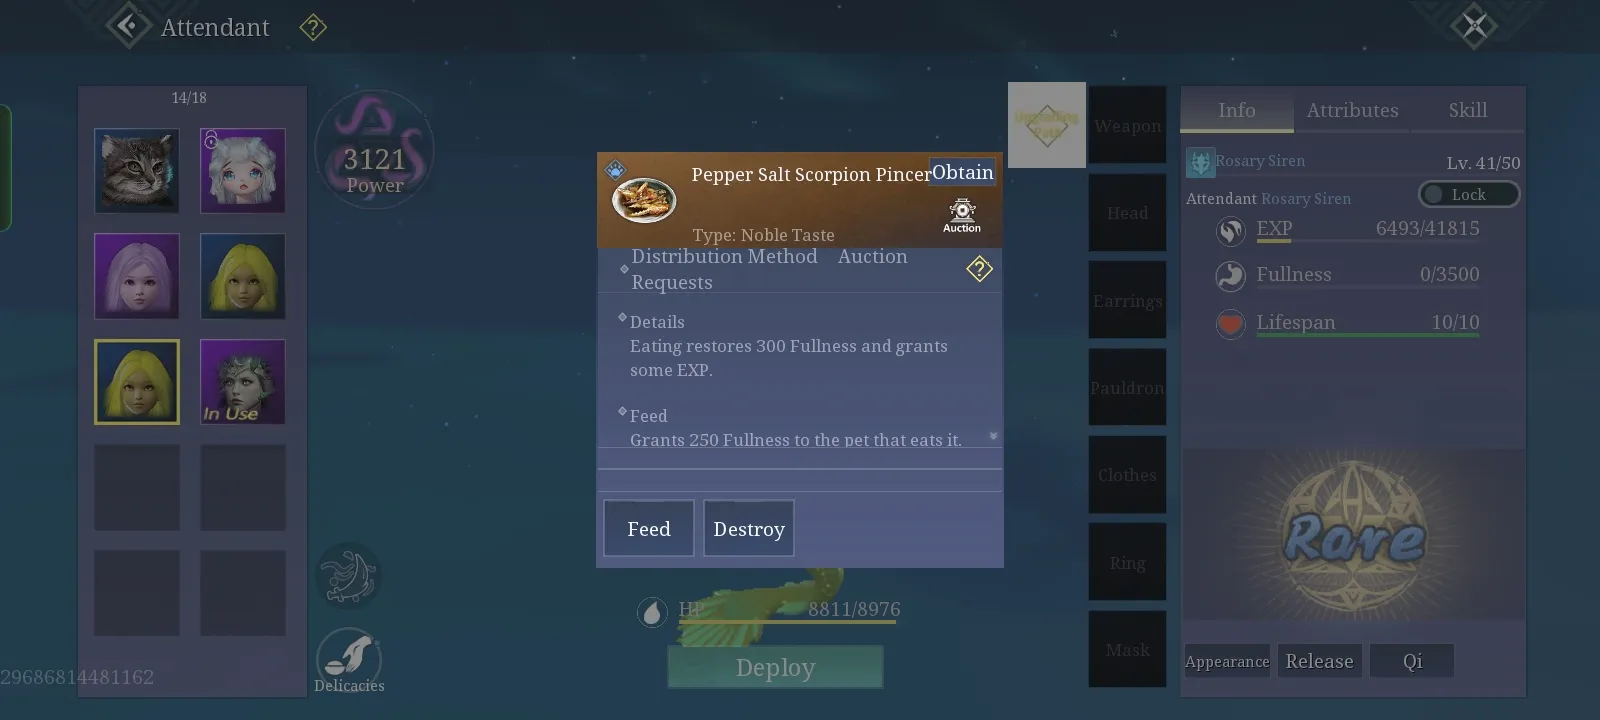 Attendant
?
14/18
3121
Power
In Use
29686814481162
Delicacies
Pepper Salt Scorpion Pincer
Obtain
Type: Noble Taste
Auction
Distribution Method Auction
Requests
?
Details
Eating restores 300 Fullness and grants
some EXP.
Feed
Grants 250 Fullness to the pet that eats it.
Feed
Destroy
HP 8811/8976
Deploy
Upgrading
Path
Weapon
Head
Earrings
Pauldron
Clothes
Ring
Mask
Info
Attributes
Skill
Rosary Siren
Lv. 41/50
Attendant Rosary Siren
Lock
EXP 6493/41815
Fullness 0/3500
Lifespan 10/10
Rare
Appearance
Release
Qi